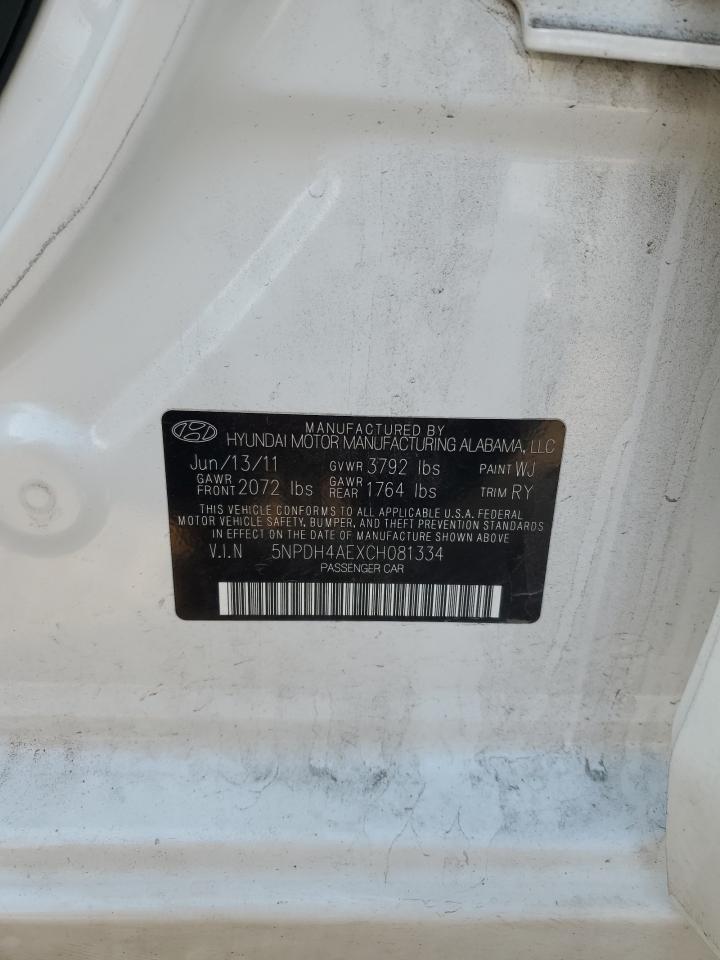 MANUFACTURED BY
HYUNDAI MOTOR MANUFACTURING ALABAMA, LLC
Jun/13/11 GVWR 3792 lbs PAINT WJ
GAWR FRONT 2072 lbs GAWR REAR 1764 lbs TRIM RY
THIS VEHICLE CONFORMS TO ALL APPLICABLE U.S.A. FEDERAL
MOTOR VEHICLE SAFETY, BUMPER, AND THEFT PREVENTION STANDARDS
IN EFFECT ON THE DATE OF MANUFACTURE SHOWN ABOVE
V.I.N 5NPDH4AEXCH081334
PASSENGER CAR